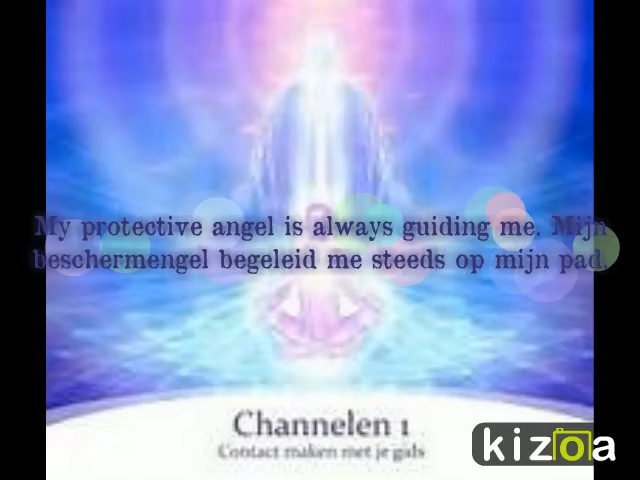 My protective angel is always guiding me. Mijn
beschermengel begeleid me steeds op mijn pad.
Channelen 1
Contact maken met je gids
kizoa